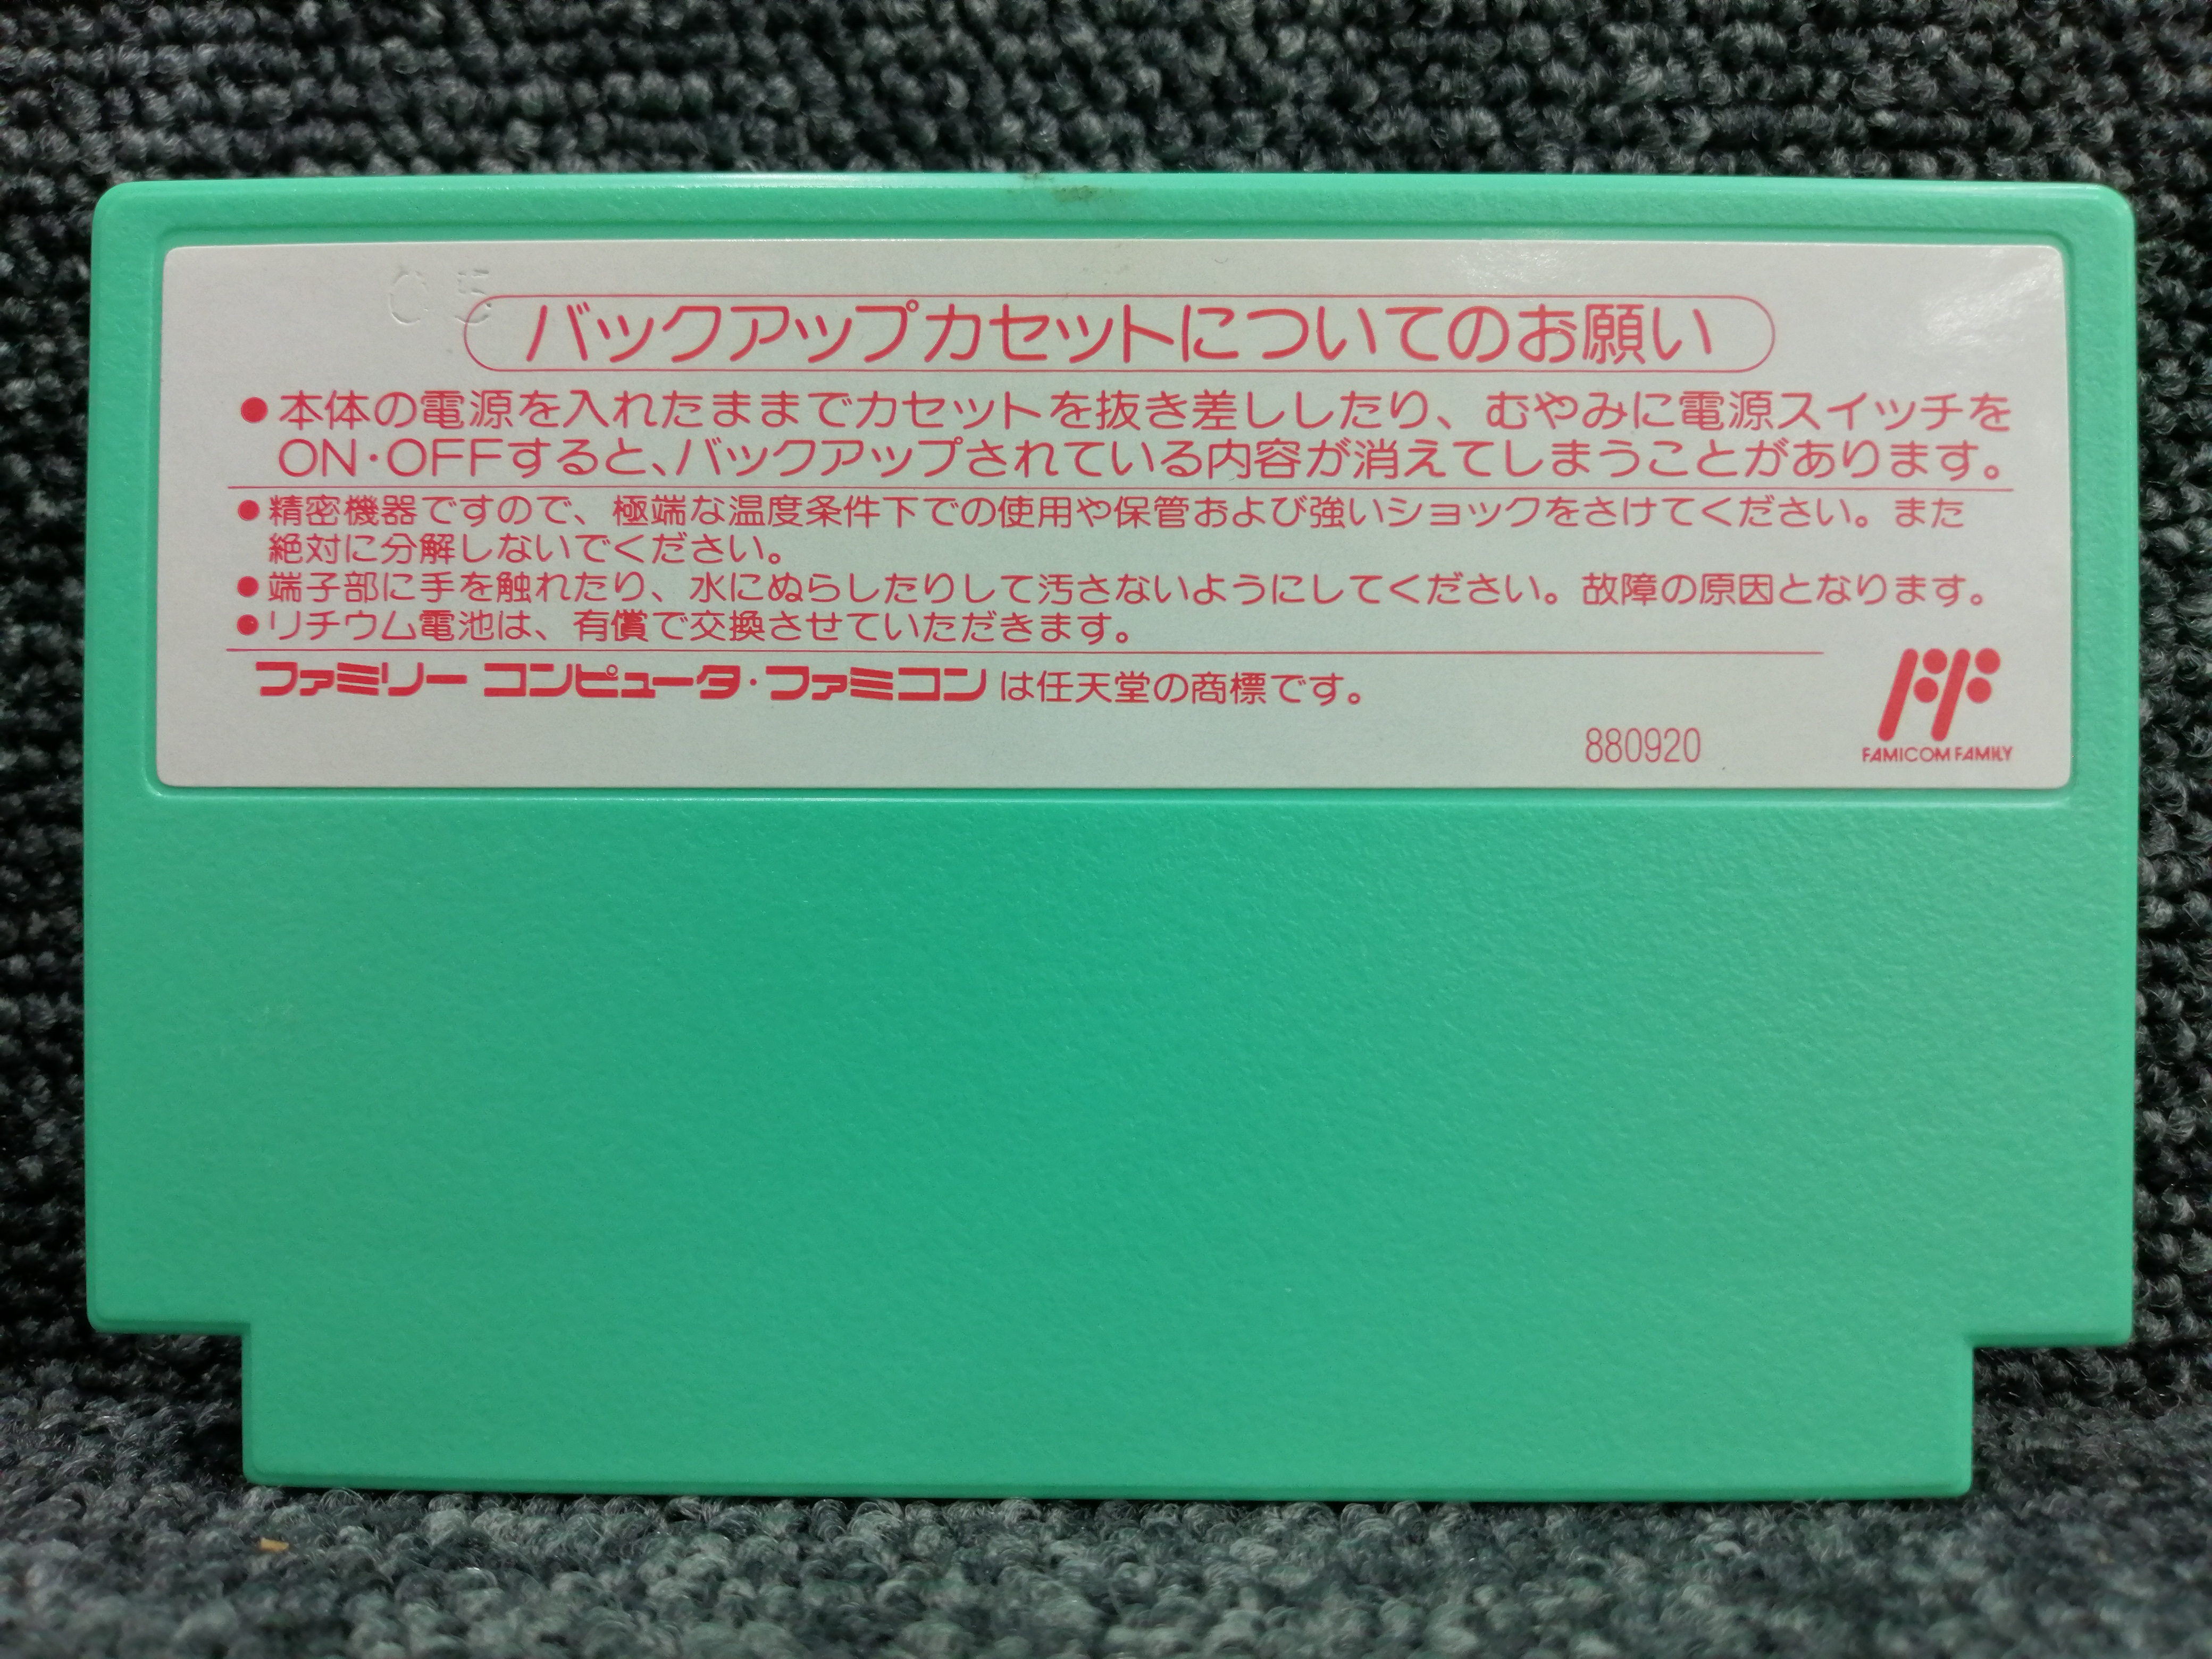 05
バックアップカセットについてのお願い
●本体の電源を入れたままでカセットを抜き差ししたり、むやみに電源スイッチを
ON・OFFすると、バックアップされている内容が消えてしまうことがあります。
●精密機器ですので、極端な温度条件下での使用や保管および強いショックをさけてください。また
絶対に分解しないでください。
●端子部に手を触れたり、水にぬらしたりして汚さないようにしてください。故障の原因となります。
●リチウム電池は、有償で交換させていただきます。
ファミリーコンピュータ・ファミコンは任天堂の商標です。
880920
FF
FAMICOM FAMILY